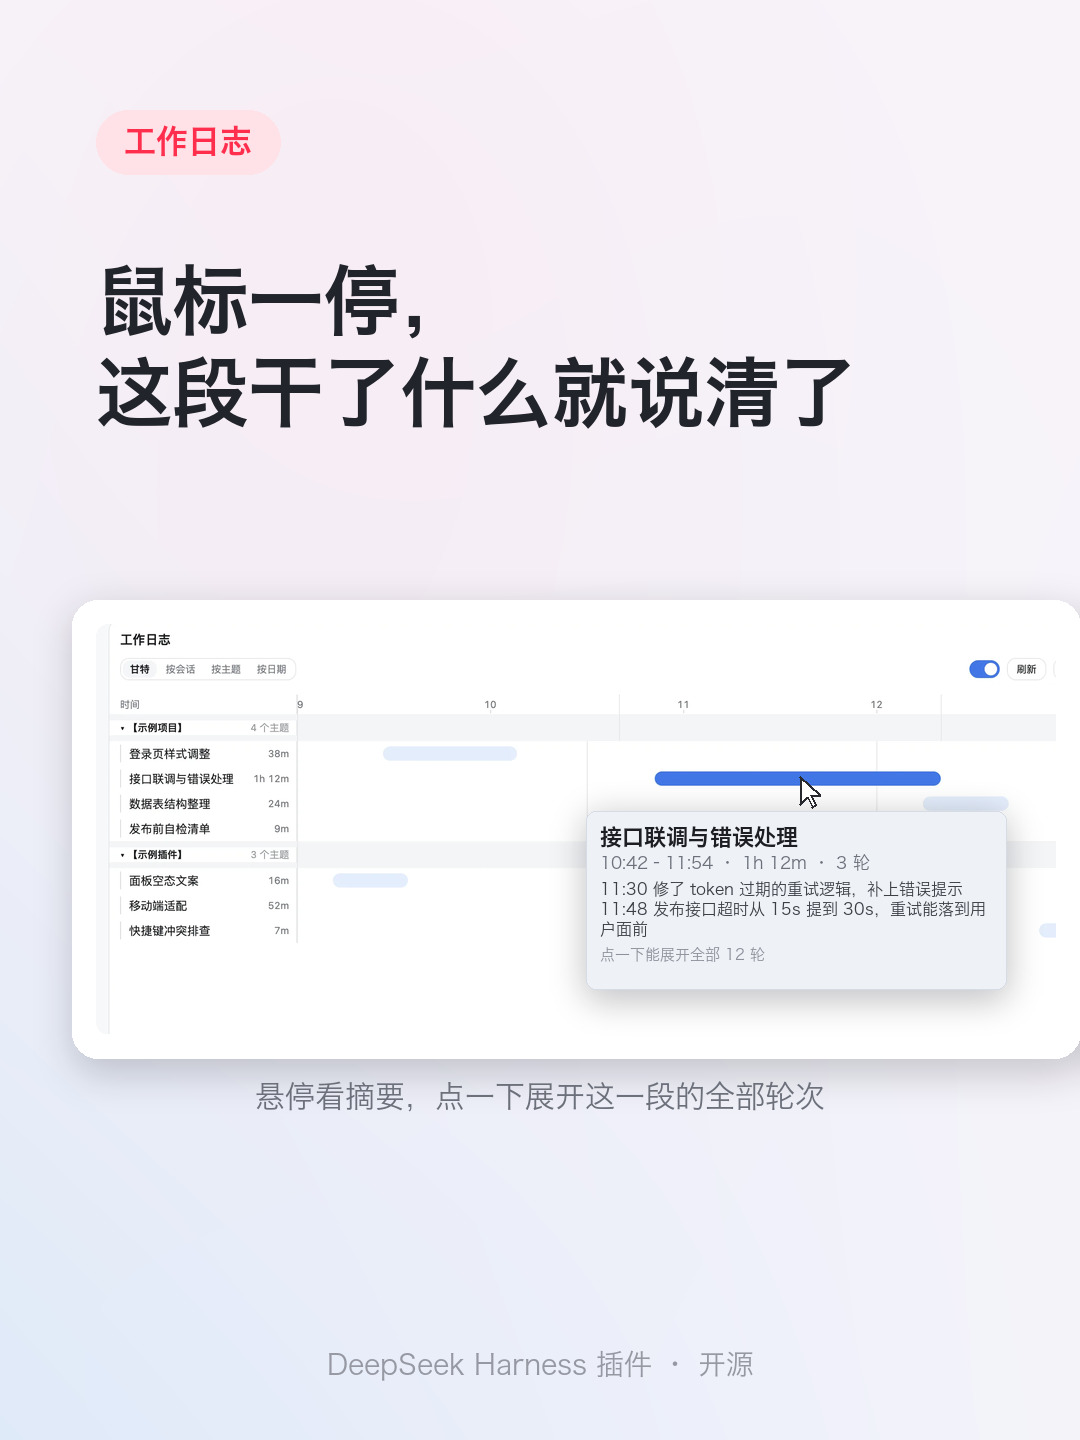 工作日志
鼠标一停，
这段干了什么就说清了
工作日志
甘特 按会话 按主题 按日期
刷新
时间 9 10 11 12
▾【示例项目】 4 个主题
登录页样式调整 38m
接口联调与错误处理 1h 12m
数据表结构整理 24m
发布前自检清单 9m
▾【示例插件】 3 个主题
面板空态文案 16m
移动端适配 52m
快捷键冲突排查 7m
接口联调与错误处理
10:42 - 11:54 · 1h 12m · 3 轮
11:30 修了 token 过期的重试逻辑，补上错误提示
11:48 发布接口超时从 15s 提到 30s，重试能落到用
户面前
点一下能展开全部 12 轮
悬停看摘要，点一下展开这一段的全部轮次
DeepSeek Harness 插件 · 开源